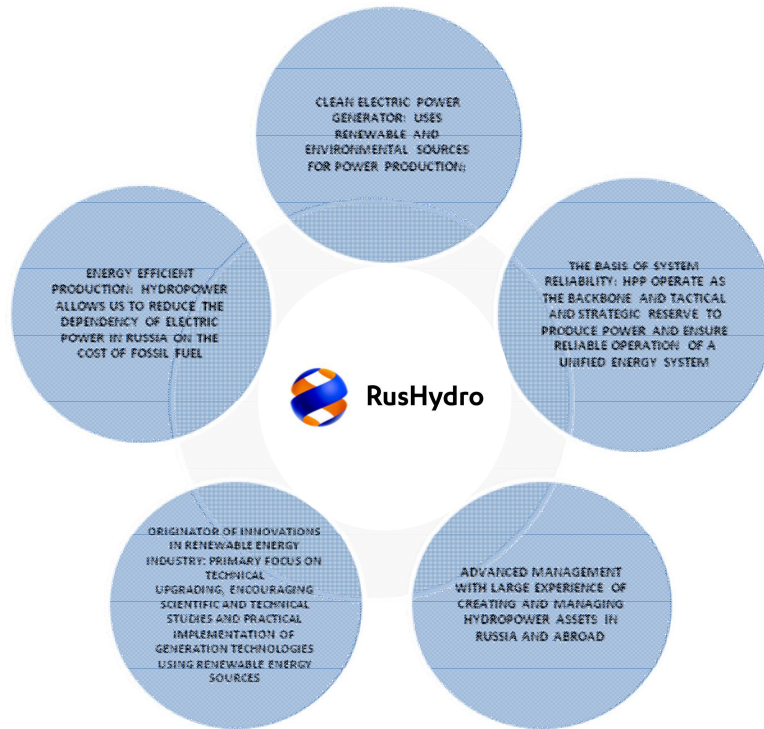 CLEAN ELECTRIC POWER
GENERATOR: USES
RENEWABLE AND
ENVIRONMENTAL SOURCES
FOR POWER PRODUCTION;
ENERGY EFFICIENT
PRODUCTION: HYDROPOWER
ALLOWS US TO REDUCE THE
DEPENDENCY OF ELECTRIC
POWER IN RUSSIA ON THE
COST OF FOSSIL FUEL
THE BASIS OF SYSTEM
RELIABILITY: HPP OPERATE AS
THE BACKBONE AND TACTICAL
AND STRATEGIC RESERVE TO
PRODUCE POWER AND ENSURE
RELIABLE OPERATION OF A
UNIFIED ENERGY SYSTEM
RusHydro
ORIGINATOR OF INNOVATIONS
IN RENEWABLE ENERGY
INDUSTRY: PRIMARY FOCUS ON
TECHNICAL
UPGRADING, ENCOURAGING
SCIENTIFIC AND TECHNICAL
STUDIES AND PRACTICAL
IMPLEMENTATION OF
GENERATION TECHNOLOGIES
USING RENEWABLE ENERGY
SOURCES
ADVANCED MANAGEMENT
WITH LARGE EXPERIENCE OF
CREATING AND MANAGING
HYDROPOWER ASSETS IN
RUSSIA AND ABROAD